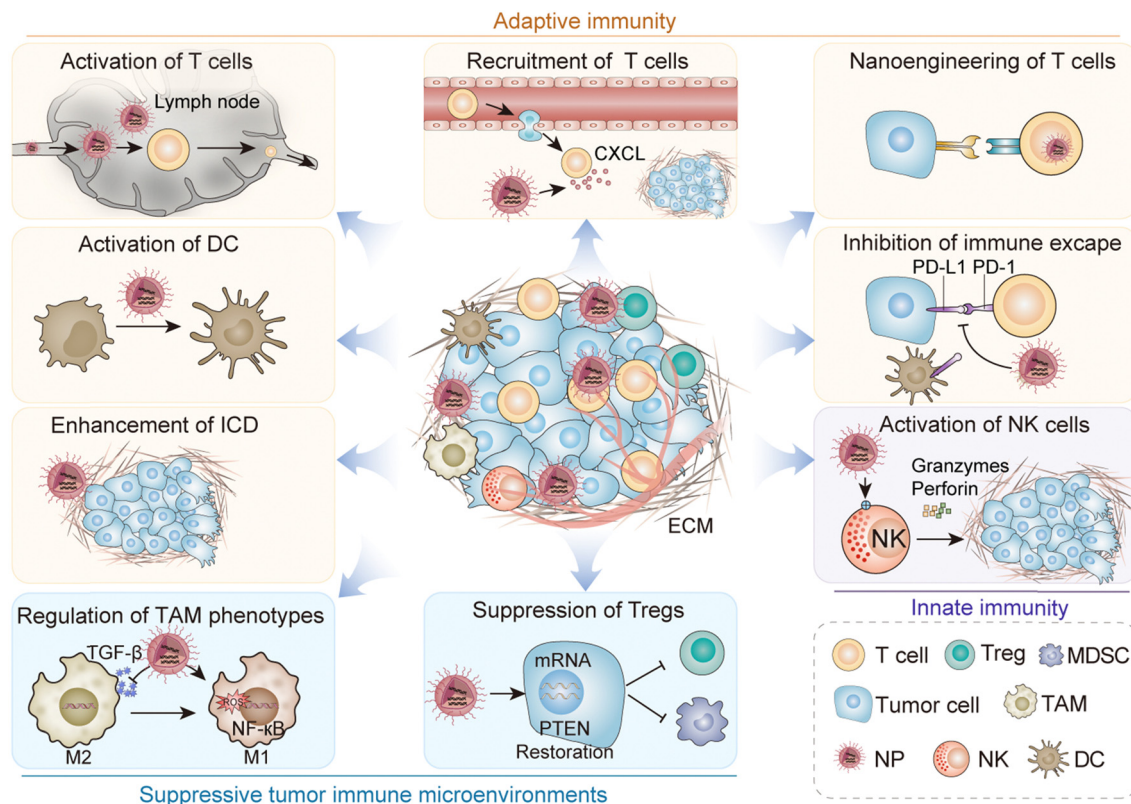 Adaptive immunity
Activation of T cells
Lymph node
Recruitment of T cells
CXCL
Nanoengineering of T cells
Activation of DC
Inhibition of immune excape
PD-L1 PD-1
Enhancement of ICD
ECM
Activation of NK cells
Granzymes
Perforin
NK
Innate immunity
Regulation of TAM phenotypes
TGF-β
ROS
NF-κB
M2
M1
Suppression of Tregs
mRNA
PTEN
Restoration
Suppressive tumor immune microenvironments
T cell
Treg
MDSC
Tumor cell
TAM
NP
NK
DC